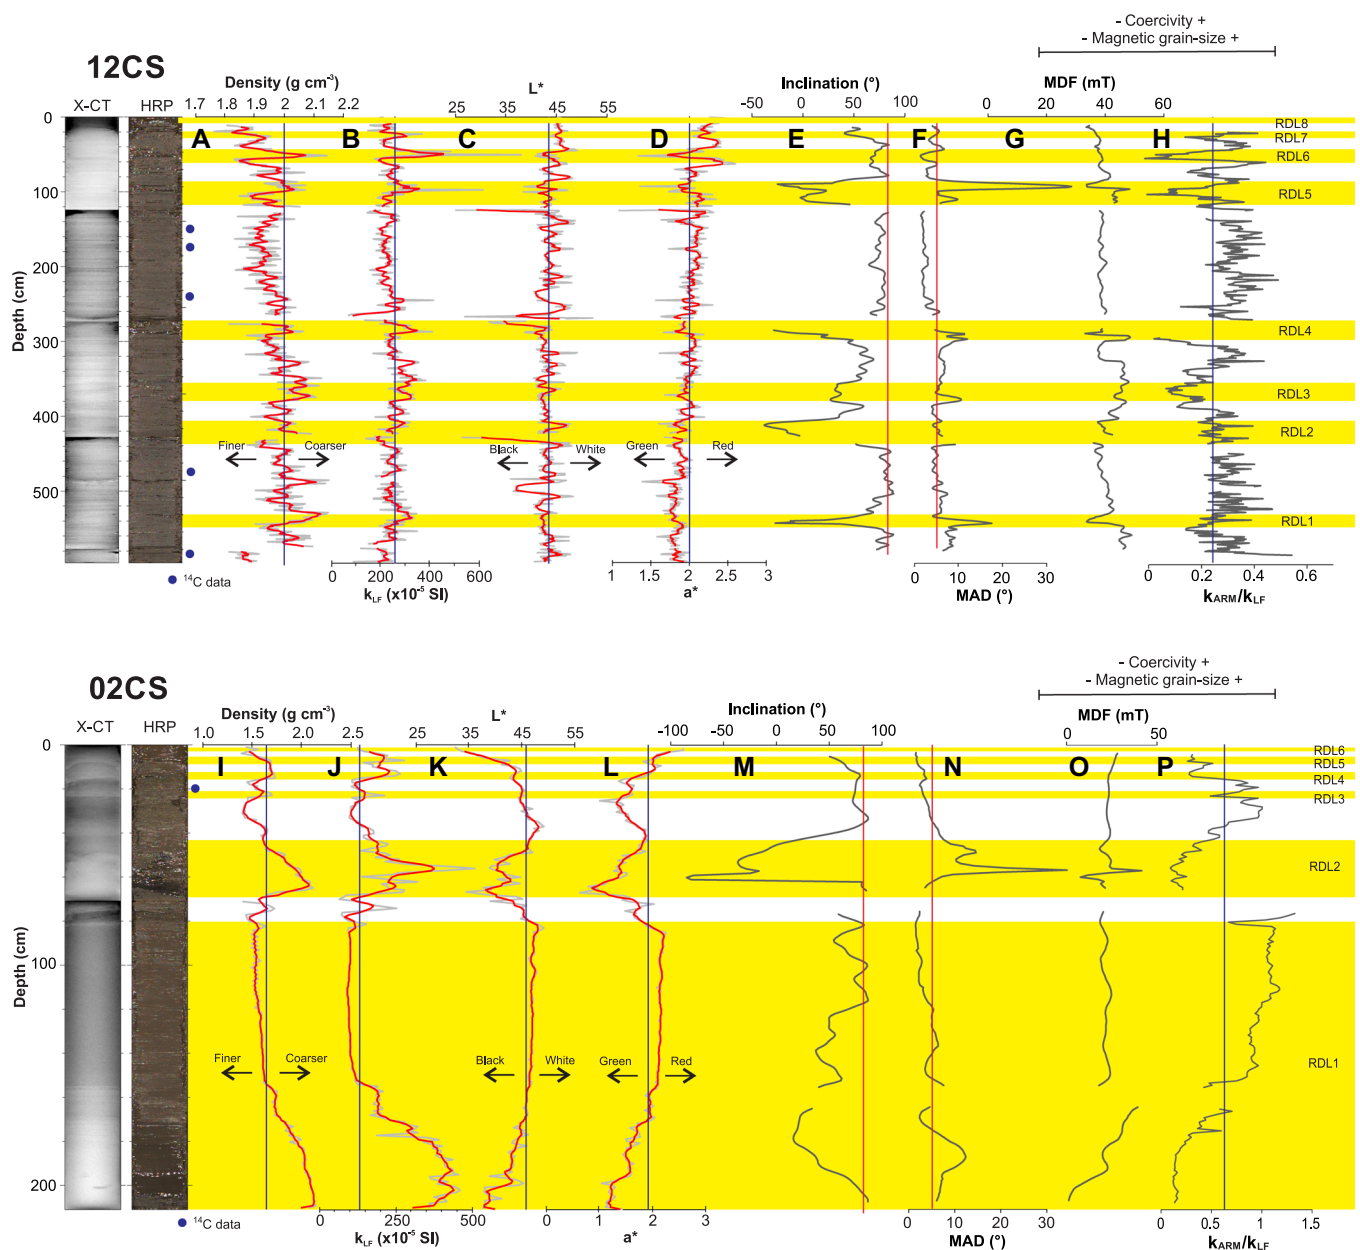 - Coercivity +
- Magnetic grain-size +
12CS
Density (g cm⁻³) L* Inclination (°) MDF (mT)
X-CT HRP 1.7 1.8 1.9 2 2.1 2.2 25 35 45 55 -50 0 50 100 0 20 40 60
A B C D E F G H
RDL8
RDL7
RDL6
RDL5
RDL4
RDL3
RDL2
RDL1
Depth (cm)
0
100
200
300
400
500
Finer Coarser Black White Green Red
¹⁴C data
0 200 400 600 1 1.5 2 2.5 3 0 10 20 30 0 0.2 0.4 0.6
kLF (x10⁻⁵ SI) a* MAD (°) kARM/kLF
- Coercivity +
- Magnetic grain-size +
02CS
Density (g cm⁻³) L* Inclination (°) MDF (mT)
X-CT HRP 1.0 1.5 2.0 2.5 25 35 45 55 -100 -50 0 50 100 0 50
I J K L M N O P
RDL6
RDL5
RDL4
RDL3
RDL2
RDL1
Depth (cm)
0
100
200
Finer Coarser Black White Green Red
¹⁴C data
0 250 500 0 1 2 3 0 10 20 30 0 0.5 1 1.5
kLF (x10⁻⁵ SI) a* MAD (°) kARM/kLF